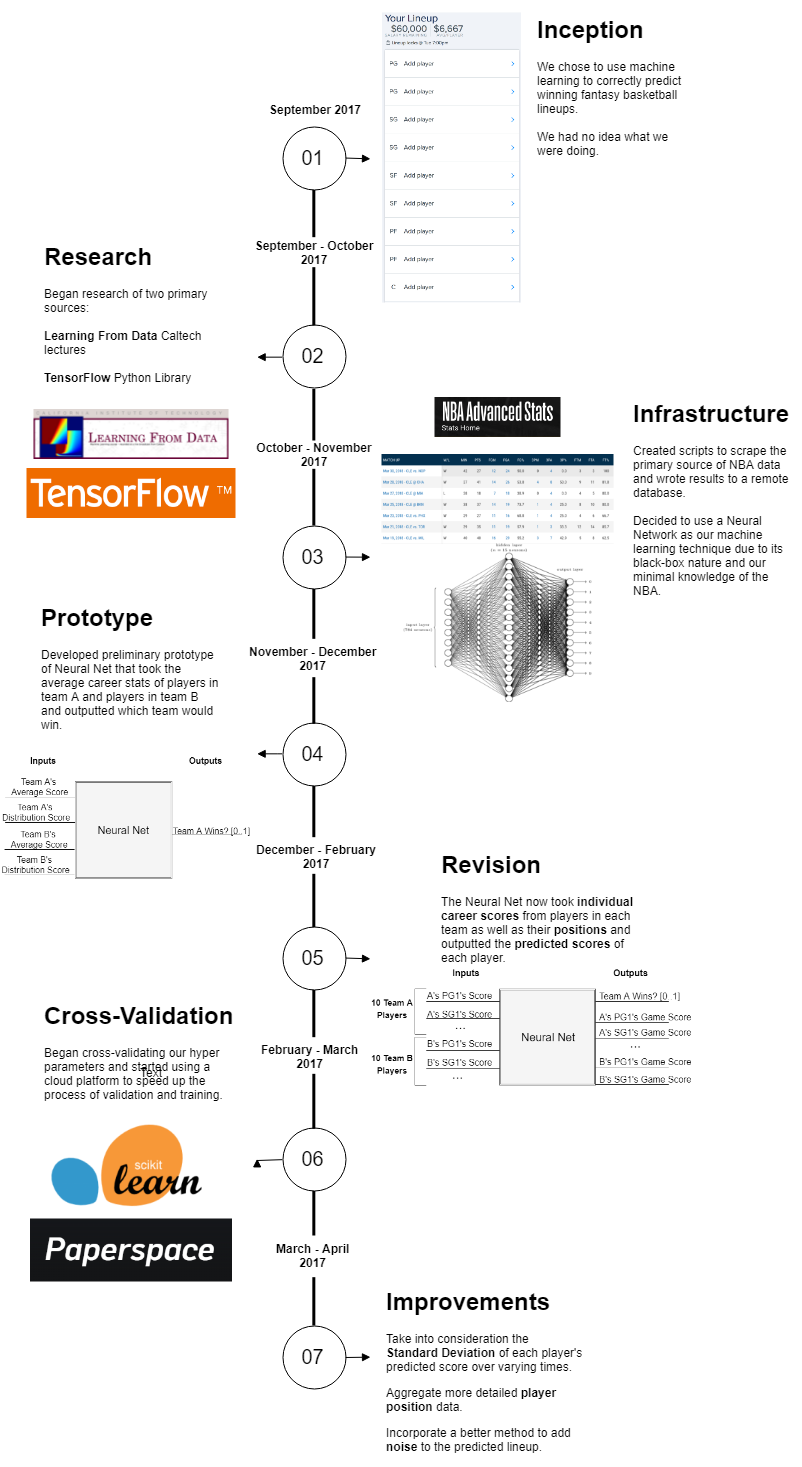 Your Lineup
$60,000 $6,667
Lineup locks @ Tue 7:00pm
PG Add player
PG Add player
SG Add player
SG Add player
SF Add player
SF Add player
PF Add player
PF Add player
C Add player
Inception
We chose to use machine
learning to correctly predict
winning fantasy basketball
lineups.
We had no idea what we
were doing.
September 2017
01
September - October
2017
Research
Began research of two primary
sources:
Learning From Data Caltech
lectures
TensorFlow Python Library
CALIFORNIA INSTITUTE OF TECHNOLOGY
LEARNING FROM DATA
TensorFlow ™
02
October - November
2017
NBA Advanced Stats
Stats Home
Infrastructure
Created scripts to scrape the
primary source of NBA data
and wrote results to a remote
database.
Decided to use a Neural
Network as our machine
learning technique due to its
black-box nature and our
minimal knowledge of the
NBA.
03
Prototype
Developed preliminary prototype
of Neural Net that took the
average career stats of players in
team A and players in team B
and outputted which team would
win.
November - December
2017
04
Inputs
Outputs
Team A's
Average Score
Team A's
Distribution Score
Team B's
Average Score
Team B's
Distribution Score
Neural Net
Team A Wins? [0..1]
December - February
2017
Revision
The Neural Net now took individual
career scores from players in each
team as well as their positions and
outputted the predicted scores of
each player.
05
Inputs
Outputs
10 Team A
Players
A's PG1's Score
A's SG1's Score
...
10 Team B
Players
B's PG1's Score
B's SG1's Score
...
Neural Net
Team A Wins? [0..1]
A's PG1's Game Score
A's SG1's Game Score
...
B's PG1's Game Score
B's SG1's Game Score
Cross-Validation
Began cross-validating our hyper
parameters and started using a
cloud platform to speed up the
process of validation and training.
Text
February - March
2017
06
scikit
learn
Paperspace
March - April
2017
07
Improvements
Take into consideration the
Standard Deviation of each player's
predicted score over varying times.
Aggregate more detailed player
position data.
Incorporate a better method to add
noise to the predicted lineup.